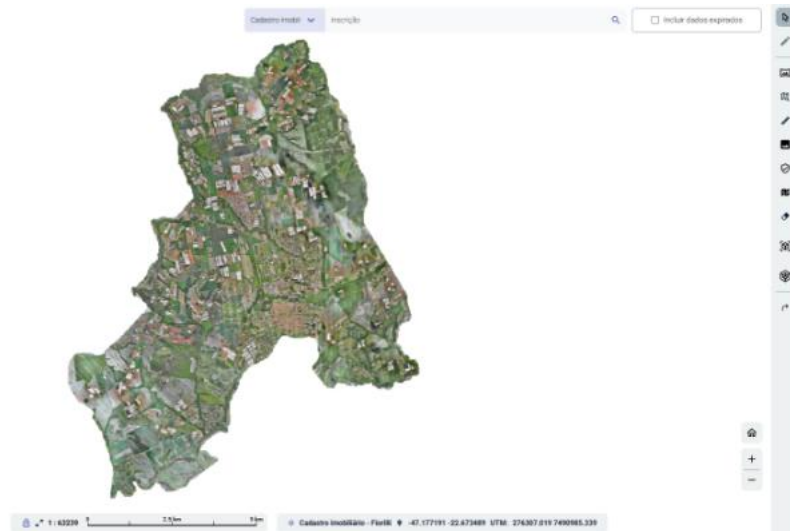 Cadastro imobil
Inscrição
Incluir dados expirados
1 : 63239
0
2.5 km
5 km
Cadastro Imobiliário - Fiorilli
-47.177191 -22.673489 UTM: 276307.019 7490985.339